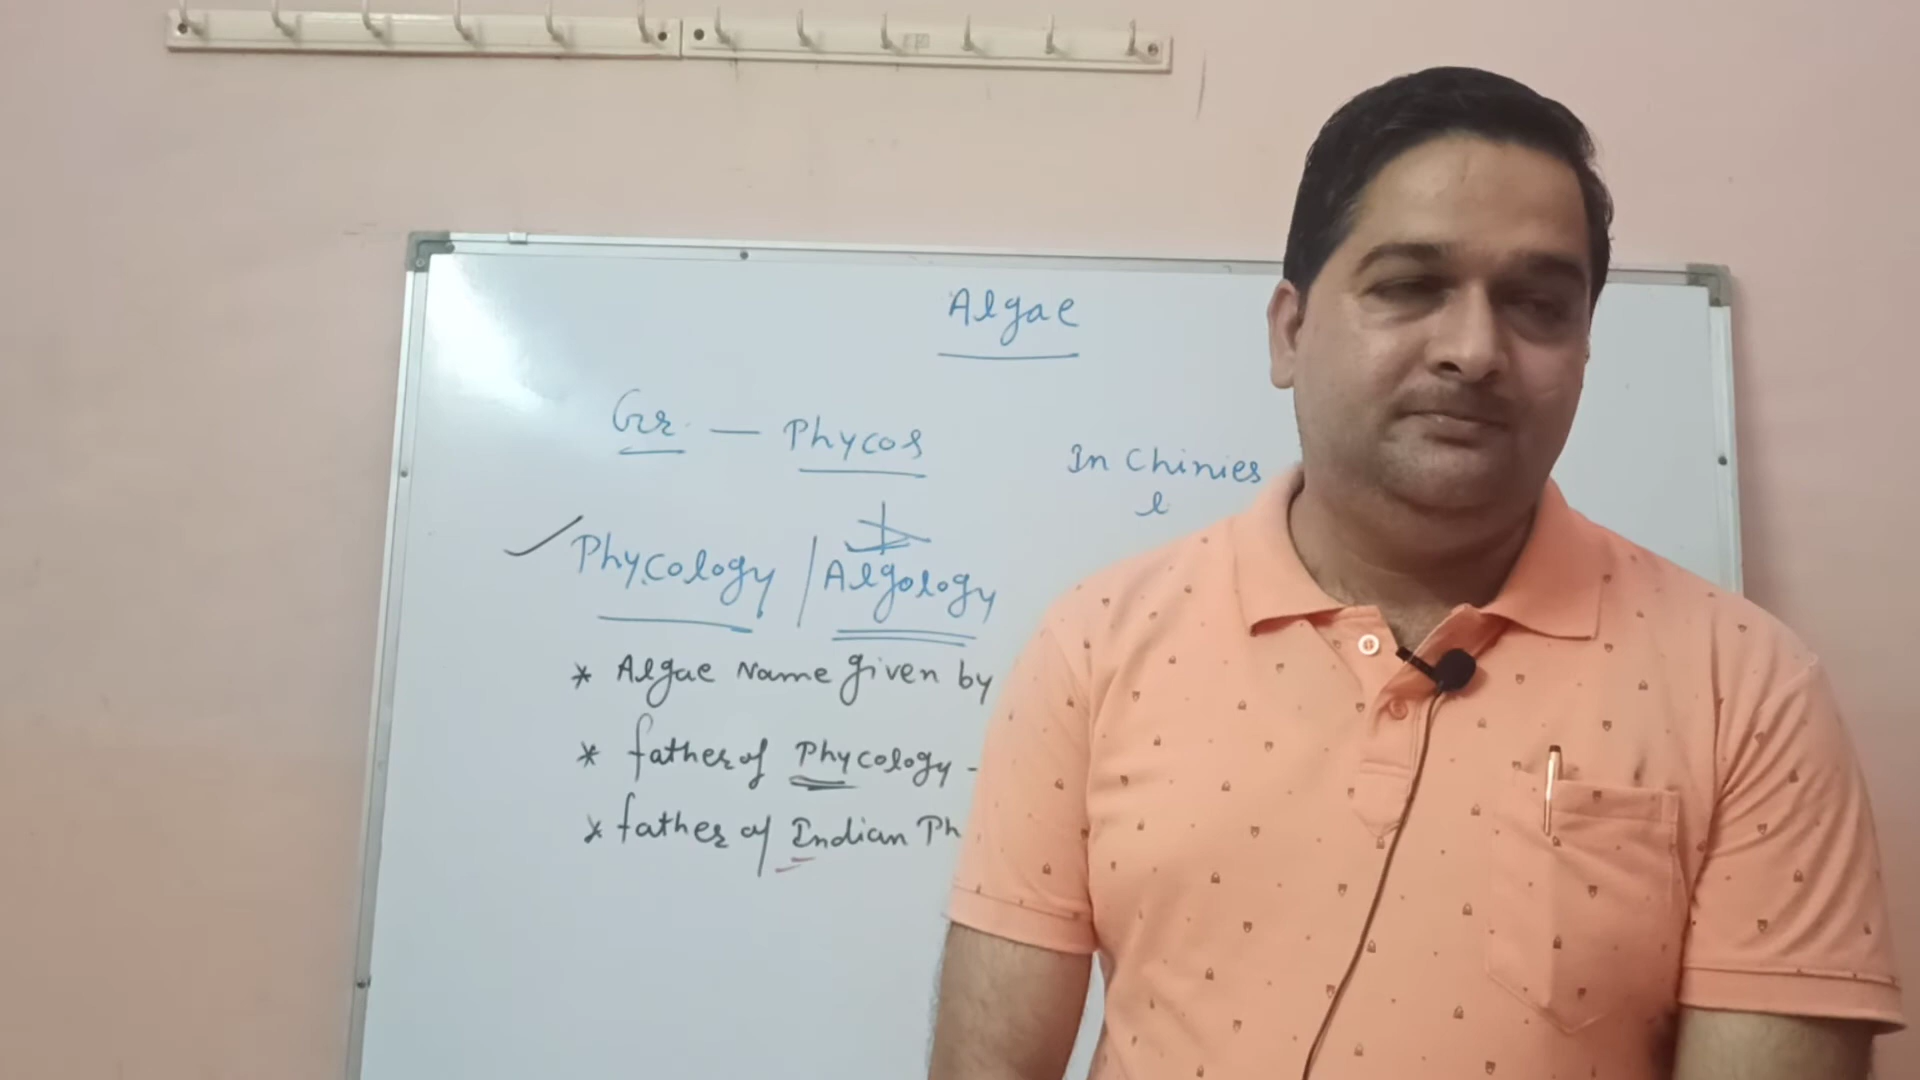 Algae
Gr. — Phycos
In Chinies
l
Phycology / Algology
* Algae Name given by
* father of Phycology -
* father of Indian Ph